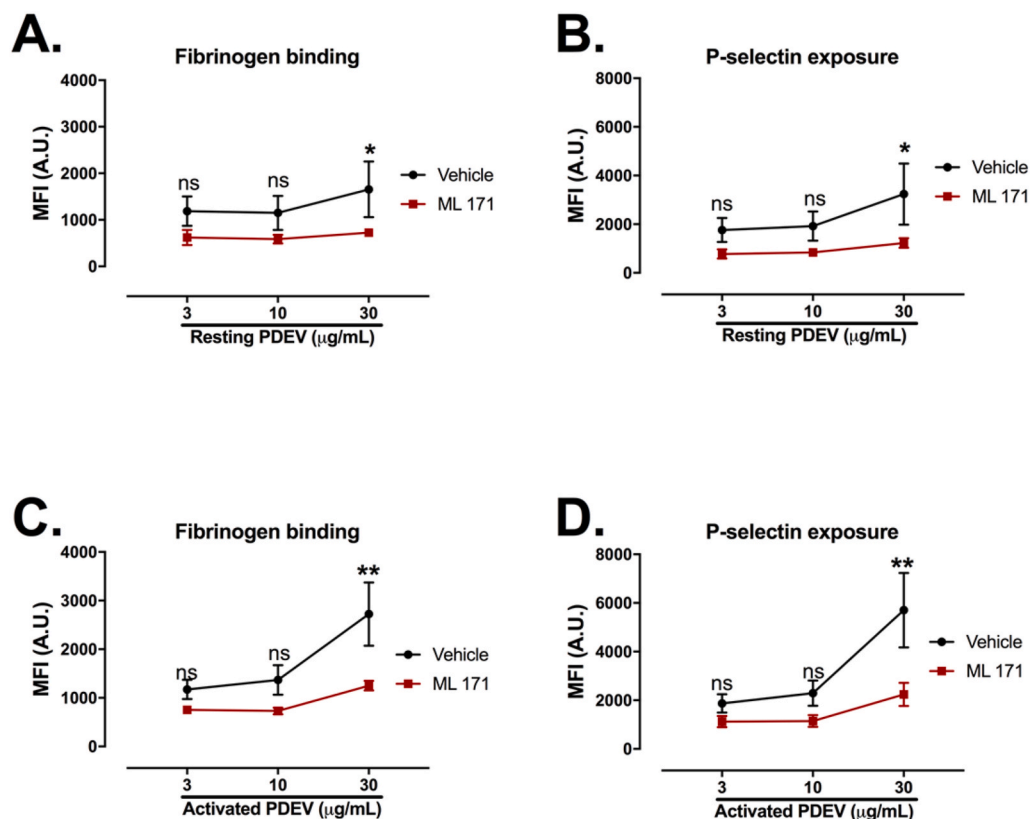 A.
Fibrinogen binding
4000
3000
2000
1000
0
MFI (A.U.)
ns
ns
*
Vehicle
ML 171
3 10 30
Resting PDEV (μg/mL)
B.
P-selectin exposure
8000
6000
4000
2000
0
MFI (A.U.)
ns
ns
*
Vehicle
ML 171
3 10 30
Resting PDEV (μg/mL)
C.
Fibrinogen binding
4000
3000
2000
1000
0
MFI (A.U.)
ns
ns
**
Vehicle
ML 171
3 10 30
Activated PDEV (μg/mL)
D.
P-selectin exposure
8000
6000
4000
2000
0
MFI (A.U.)
ns
ns
**
Vehicle
ML 171
3 10 30
Activated PDEV (μg/mL)